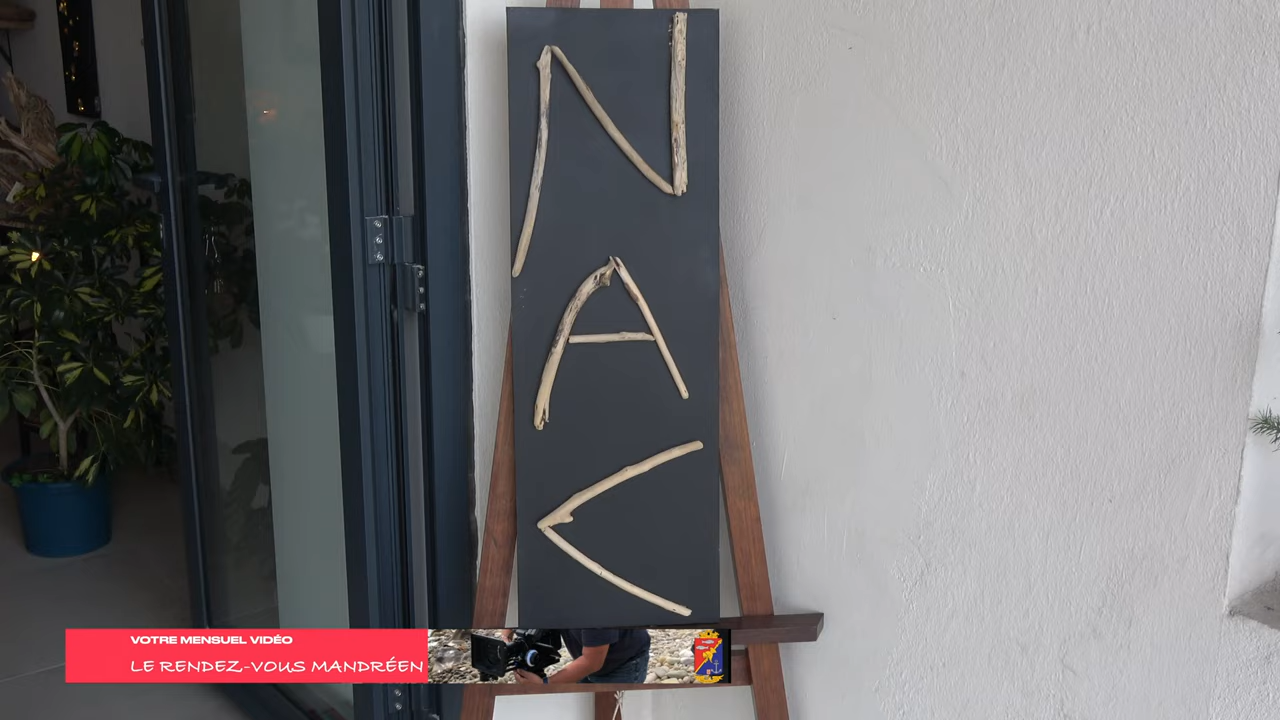 N
A
C
VOTRE MENSUEL VIDÉO
LE RENDEZ-VOUS MANDRÉEN